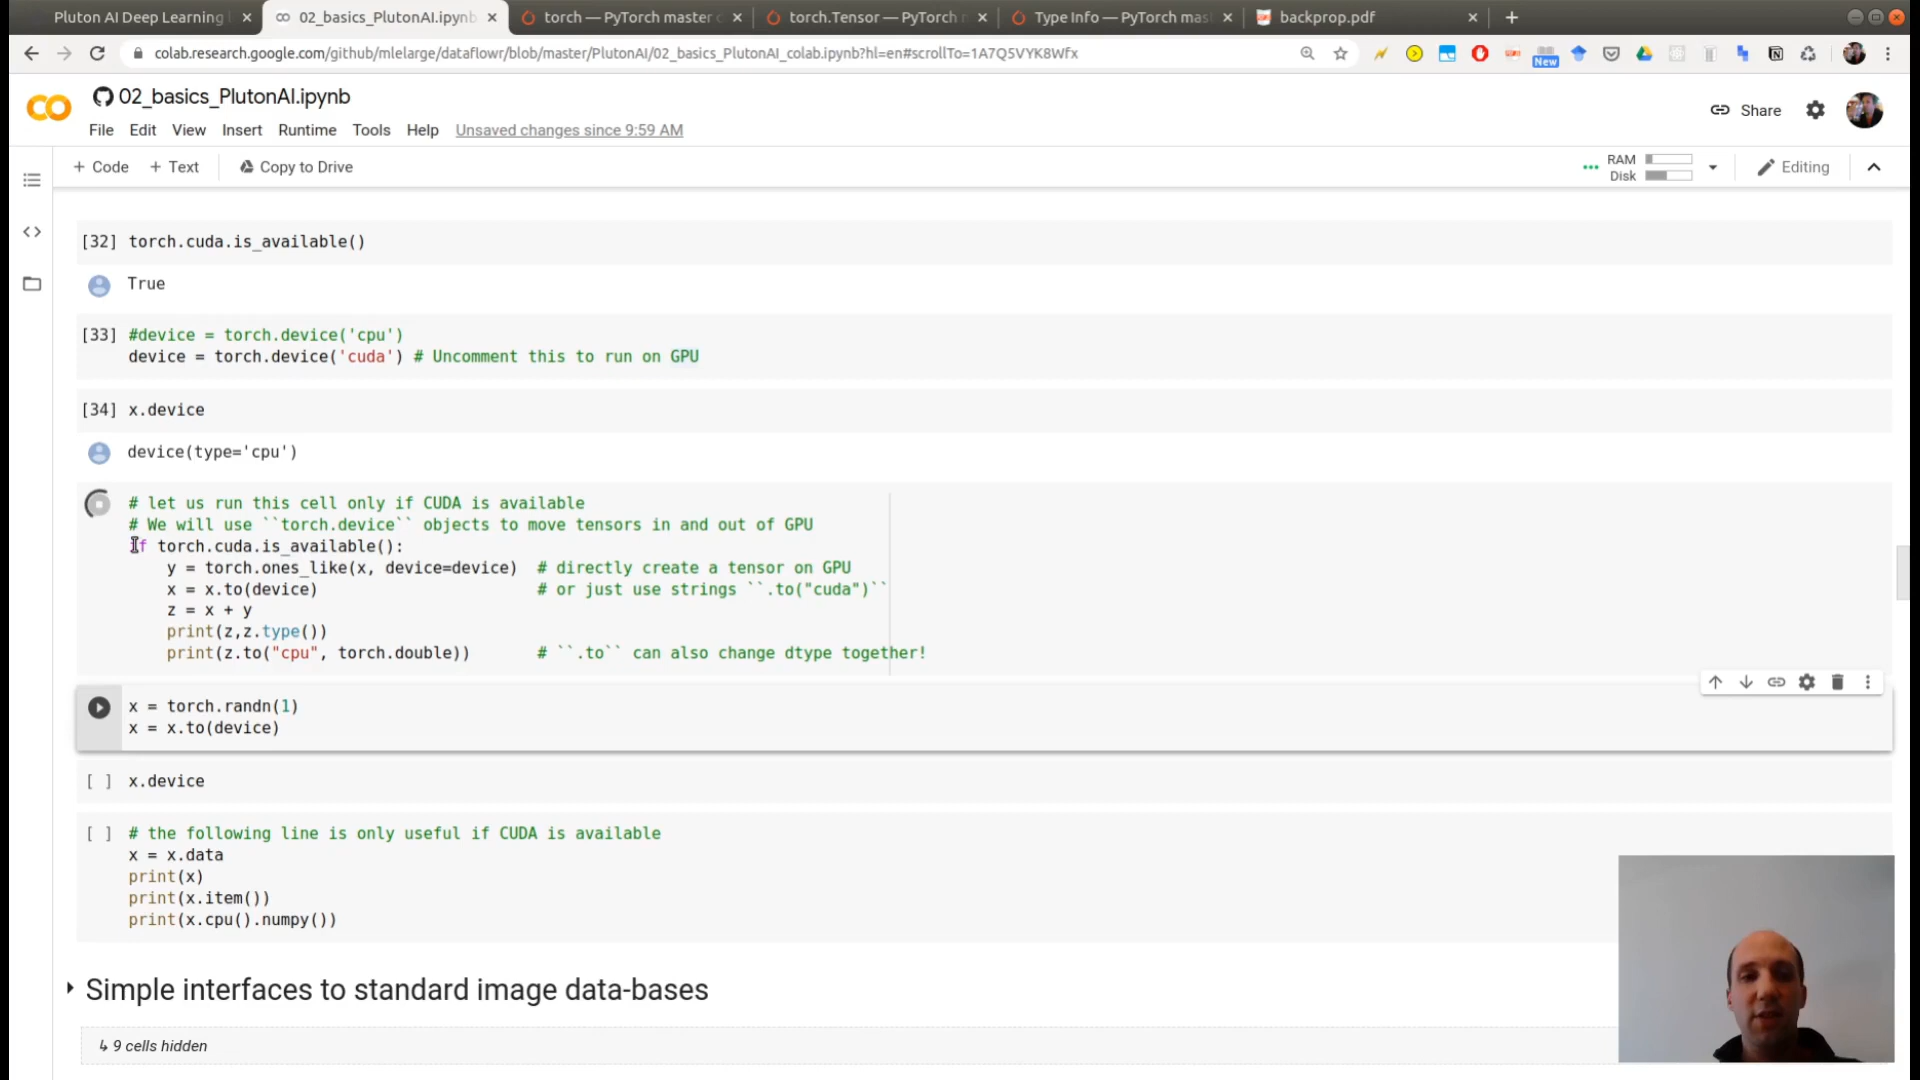 Pluton AI Deep Learning
02_basics_PlutonAI.ipynb
torch — PyTorch master
torch.Tensor — PyTorch
Type Info — PyTorch mas
backprop.pdf
colab.research.google.com/github/mlelarge/dataflowr/blob/master/PlutonAI/02_basics_PlutonAI_colab.ipynb?hl=en#scrollTo=1A7Q5VYK8Wfx
New
02_basics_PlutonAI.ipynb
Share
File Edit View Insert Runtime Tools Help Unsaved changes since 9:59 AM
+ Code + Text Copy to Drive
RAM
Disk
Editing
[32] torch.cuda.is_available()
True
[33] #device = torch.device('cpu')
device = torch.device('cuda') # Uncomment this to run on GPU
[34] x.device
device(type='cpu')
# let us run this cell only if CUDA is available
# We will use ``torch.device`` objects to move tensors in and out of GPU
if torch.cuda.is_available():
y = torch.ones_like(x, device=device) # directly create a tensor on GPU
x = x.to(device) # or just use strings ``.to("cuda")``
z = x + y
print(z,z.type())
print(z.to("cpu", torch.double)) # ``.to`` can also change dtype together!
x = torch.randn(1)
x = x.to(device)
[ ] x.device
[ ] # the following line is only useful if CUDA is available
x = x.data
print(x)
print(x.item())
print(x.cpu().numpy())
Simple interfaces to standard image data-bases
↳ 9 cells hidden